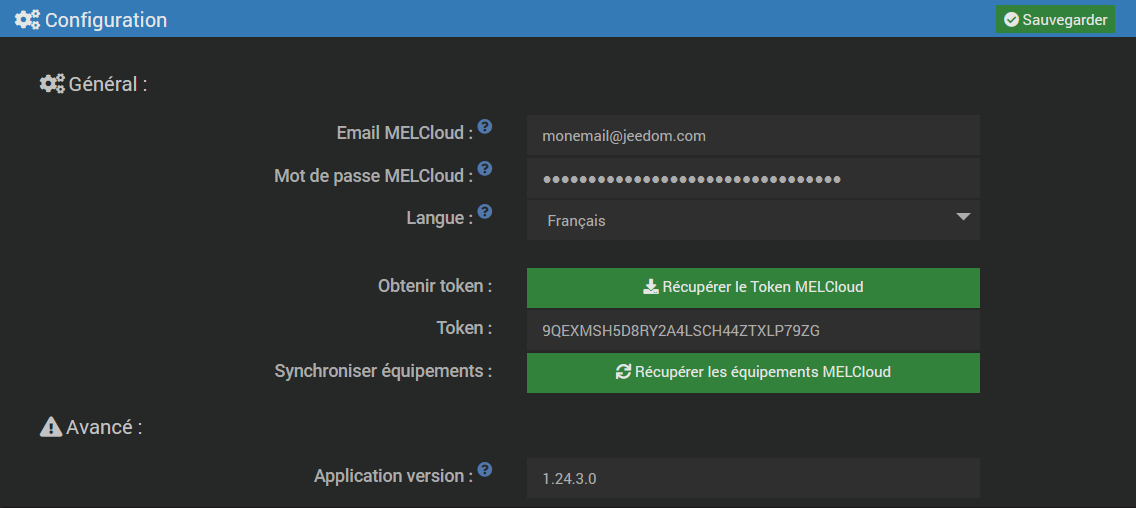 Configuration
Sauvegarder
Général :
Email MELCloud : ?
monemail@jeedom.com
Mot de passe MELCloud : ?
●●●●●●●●●●●●●●●●●●●●●●●●●●●●●●●●●
Langue : ?
Français
Obtenir token :
Récupérer le Token MELCloud
Token :
9QEXMSH5D8RY2A4LSCH44ZTXLP79ZG
Synchroniser équipements :
Récupérer les équipements MELCloud
Avancé :
Application version : ?
1.24.3.0